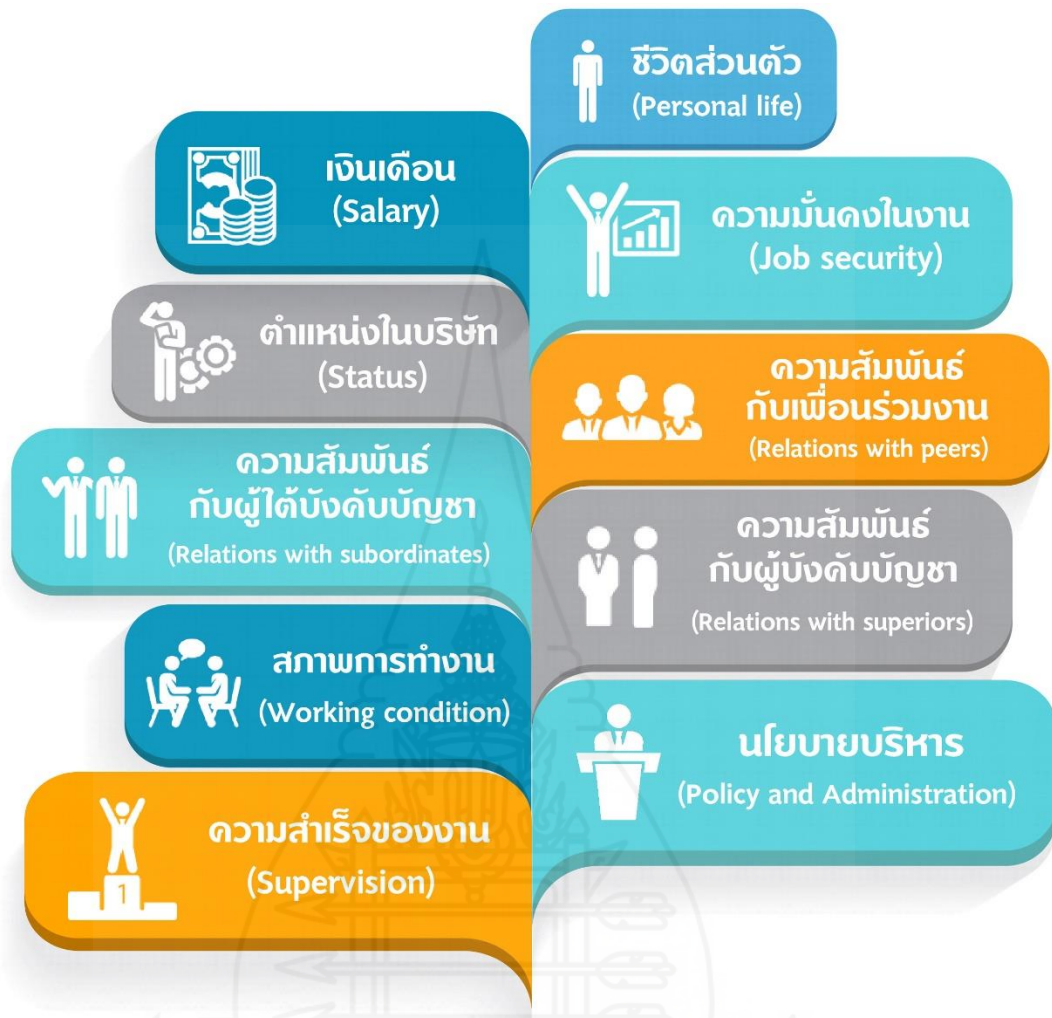 ชีวิตส่วนตัว
(Personal life)
เงินเดือน
(Salary)
ความมั่นคงในงาน
(Job security)
ตำแหน่งในบริษัท
(Status)
ความสัมพันธ์
กับเพื่อนร่วมงาน
(Relations with peers)
ความสัมพันธ์
กับผู้ใต้บังคับบัญชา
(Relations with subordinates)
ความสัมพันธ์
กับผู้บังคับบัญชา
(Relations with superiors)
สภาพการทำงาน
(Working condition)
นโยบายบริหาร
(Policy and Administration)
ความสำเร็จของงาน
(Supervision)
1